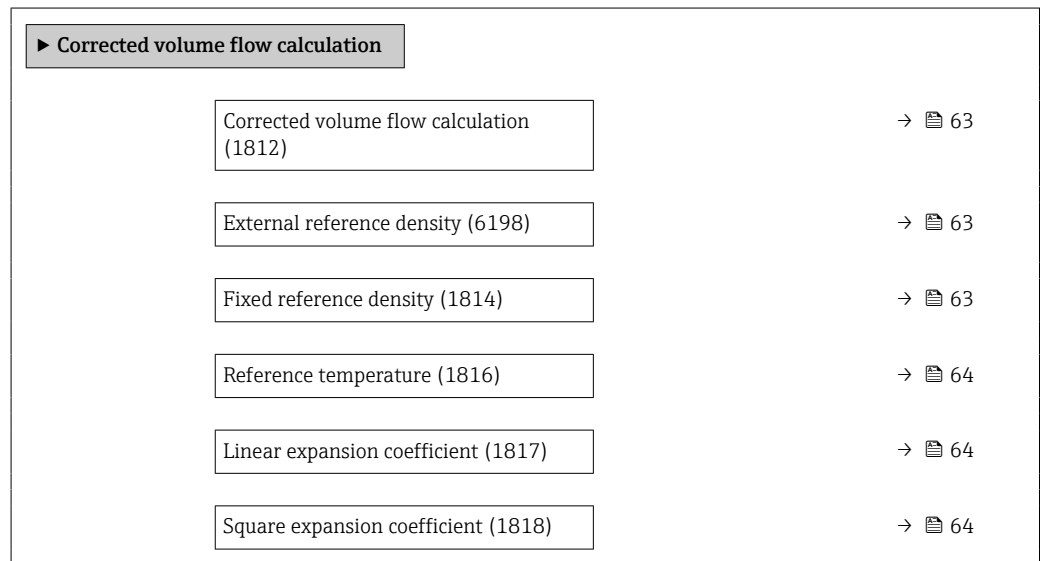 ▶ Corrected volume flow calculation
Corrected volume flow calculation → 63
(1812)
External reference density (6198) → 63
Fixed reference density (1814) → 63
Reference temperature (1816) → 64
Linear expansion coefficient (1817) → 64
Square expansion coefficient (1818) → 64